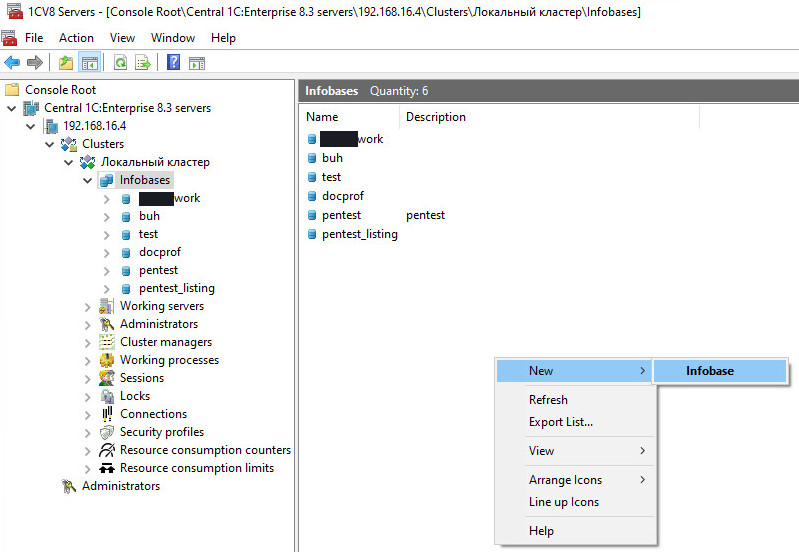 1CV8 Servers - [Console Root\Central 1C:Enterprise 8.3 servers\192.168.16.4\Clusters\Локальный кластер\Infobases]
File Action View Window Help
Console Root
Central 1C:Enterprise 8.3 servers
192.168.16.4
Clusters
Локальный кластер
Infobases
work
buh
test
docprof
pentest
pentest_listing
Working servers
Administrators
Cluster managers
Working processes
Sessions
Locks
Connections
Security profiles
Resource consumption counters
Resource consumption limits
Administrators
Infobases Quantity: 6
Name Description
work
buh
test
docprof
pentest pentest
pentest_listing
New Infobase
Refresh
Export List...
View
Arrange Icons
Line up Icons
Help